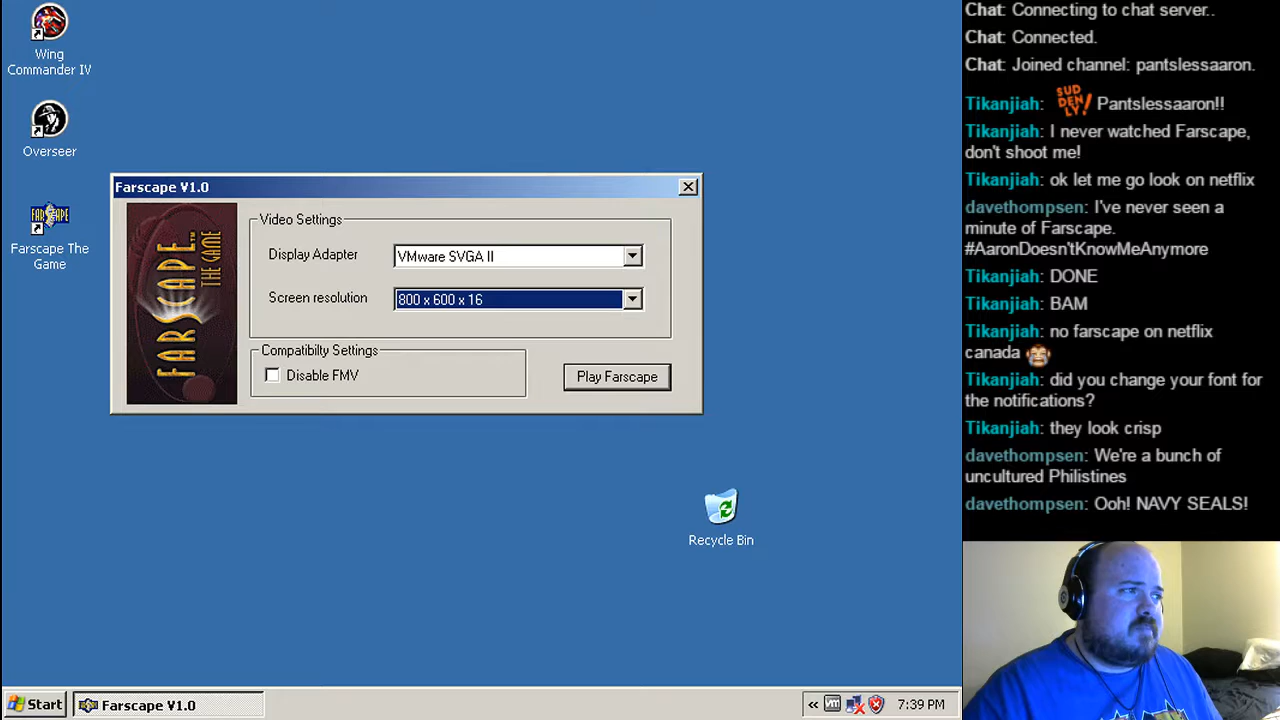 Wing
Commander IV
Overseer
FARSCAPE
Farscape The
Game
Farscape V1.0
FARSCAPE
THE GAME
Video Settings
Display Adapter
VMware SVGA II
Screen resolution
800 x 600 x 16
Compatibilty Settings
Disable FMV
Play Farscape
Recycle Bin
Start
Farscape V1.0
«
vm
7:39 PM
Chat: Connecting to chat server..
Chat: Connected.
Chat: Joined channel: pantslessaaron.
Tikanjiah: SUDDENLY! Pantslessaaron!!
Tikanjiah: I never watched Farscape,
don't shoot me!
Tikanjiah: ok let me go look on netflix
davethompsen: I've never seen a
minute of Farscape.
#AaronDoesn'tKnowMeAnymore
Tikanjiah: DONE
Tikanjiah: BAM
Tikanjiah: no farscape on netflix
canada
Tikanjiah: did you change your font for
the notifications?
Tikanjiah: they look crisp
davethompsen: We're a bunch of
uncultured Philistines
davethompsen: Ooh! NAVY SEALS!